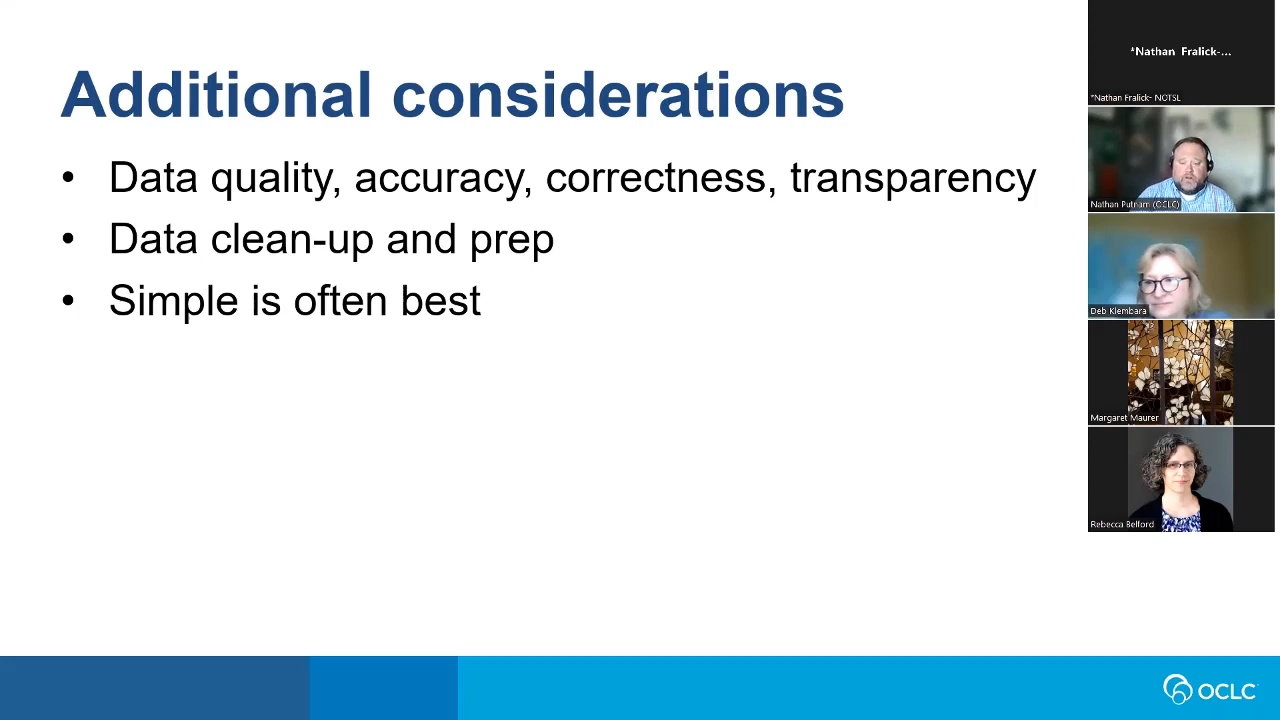 Additional considerations
• Data quality, accuracy, correctness, transparency
• Data clean-up and prep
• Simple is often best
*Nathan Fralick-...
*Nathan Fralick- NOTSL
Nathan Putnam (OCLC)
Deb Klembara
Margaret Maurer
Rebecca Belford
OCLC